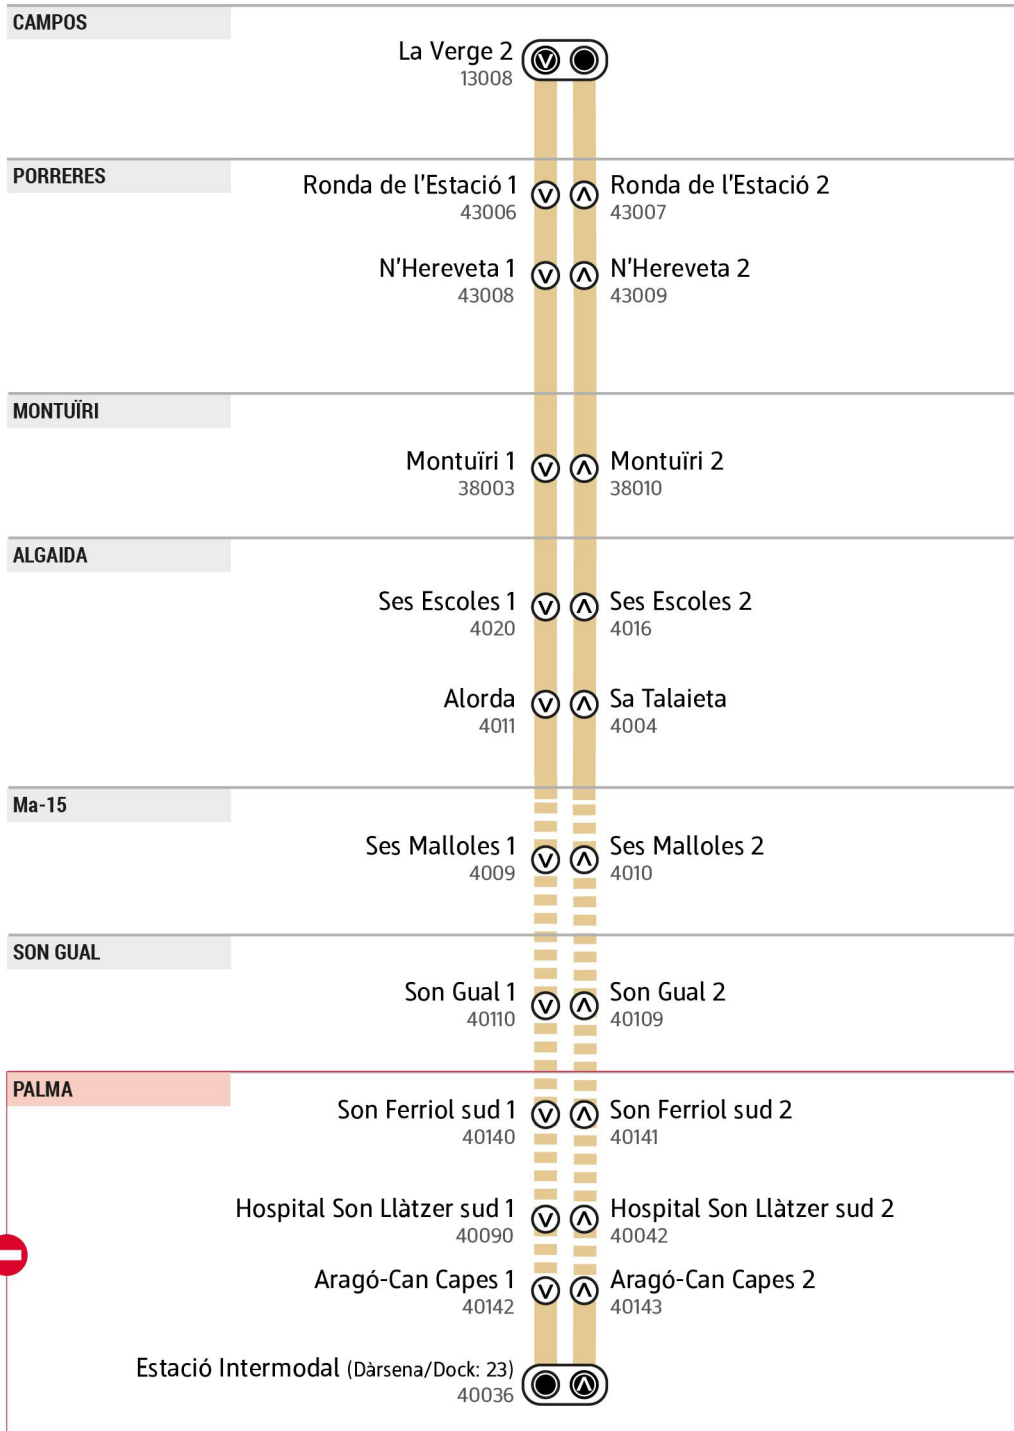 CAMPOS
La Verge 2
13008
PORRERES
Ronda de l'Estació 1
43006
Ronda de l'Estació 2
43007
N'Hereveta 1
43008
N'Hereveta 2
43009
MONTUÏRI
Montuïri 1
38003
Montuïri 2
38010
ALGAIDA
Ses Escoles 1
4020
Ses Escoles 2
4016
Alorda
4011
Sa Talaieta
4004
Ma-15
Ses Malloles 1
4009
Ses Malloles 2
4010
SON GUAL
Son Gual 1
40110
Son Gual 2
40109
PALMA
Son Ferriol sud 1
40140
Son Ferriol sud 2
40141
Hospital Son Llàtzer sud 1
40090
Hospital Son Llàtzer sud 2
40042
Aragó-Can Capes 1
40142
Aragó-Can Capes 2
40143
Estació Intermodal (Dàrsena/Dock: 23)
40036